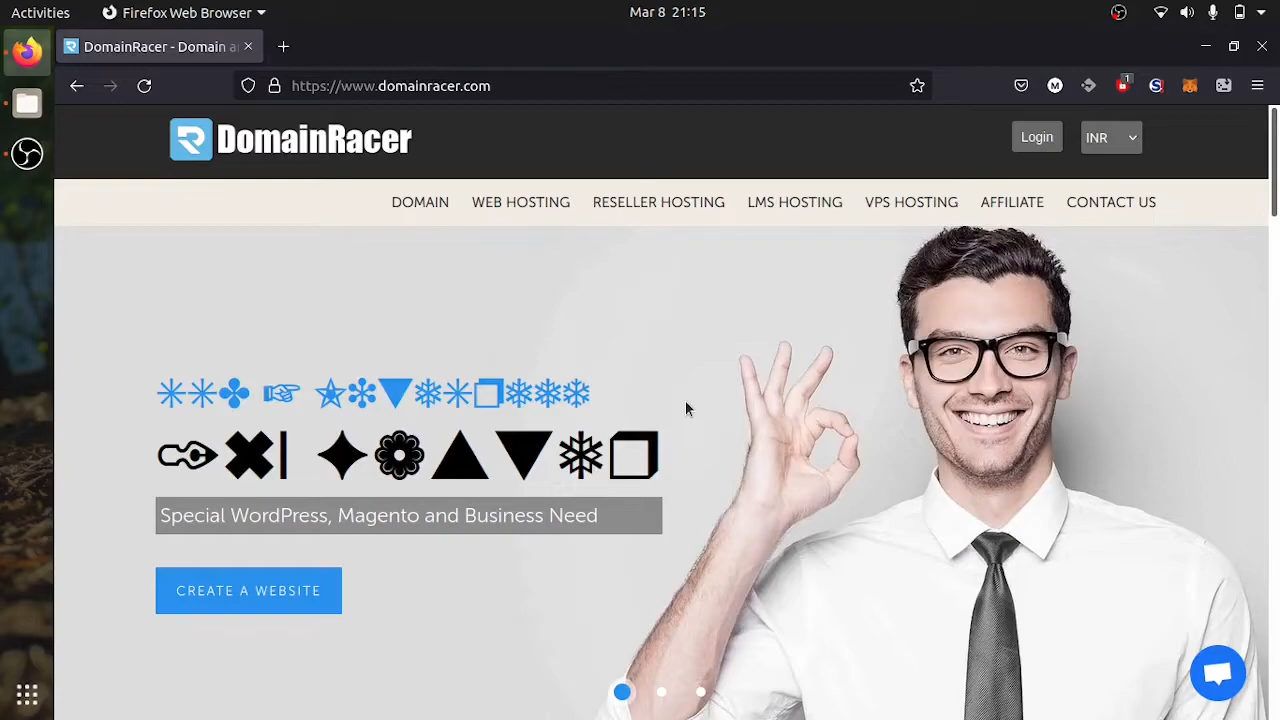 Activities
Firefox Web Browser
Mar 8 21:15
DomainRacer - Domain a
https://www.domainracer.com
1
M
S
DomainRacer
Login
INR
DOMAIN
WEB HOSTING
RESELLER HOSTING
LMS HOSTING
VPS HOSTING
AFFILIATE
CONTACT US
Special WordPress, Magento and Business Need
CREATE A WEBSITE